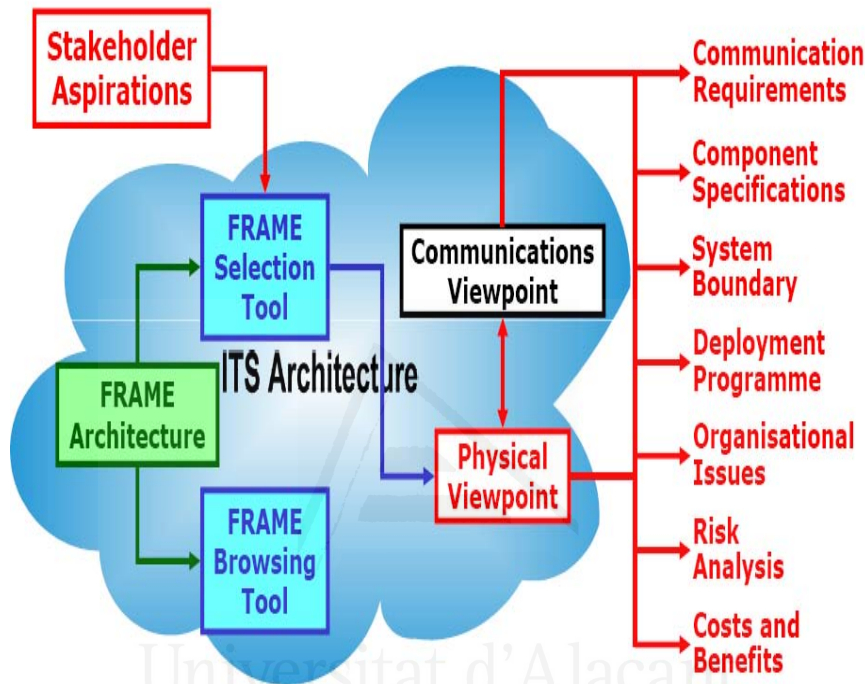 Stakeholder
Aspirations
FRAME
Selection
Tool
ITS Architecture
FRAME
Architecture
FRAME
Browsing
Tool
Communications
Viewpoint
Physical
Viewpoint
Communication
Requirements
Component
Specifications
System
Boundary
Deployment
Programme
Organisational
Issues
Risk
Analysis
Costs and
Benefits
Universitat d'Alacant